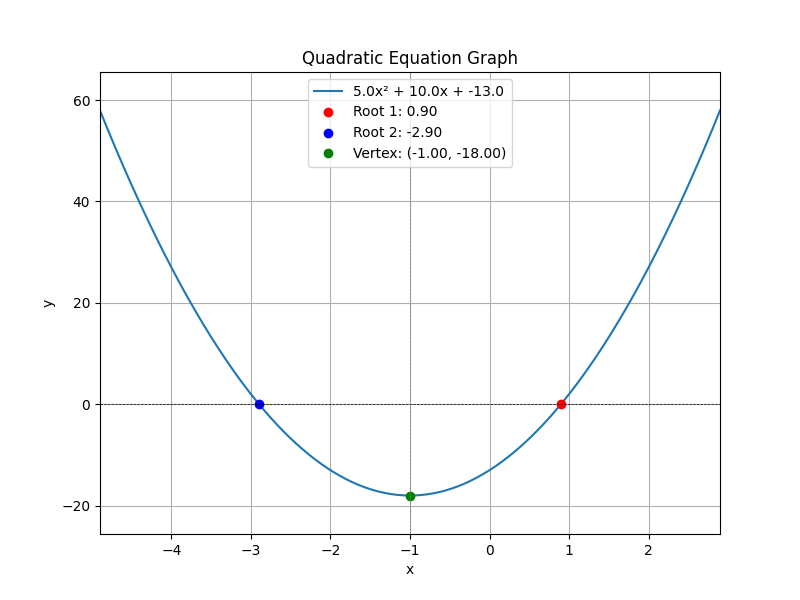 Quadratic Equation Graph
5.0x² + 10.0x + -13.0
Root 1: 0.90
Root 2: -2.90
Vertex: (-1.00, -18.00)
60
40
20
0
−20
y
−4 −3 −2 −1 0 1 2
x